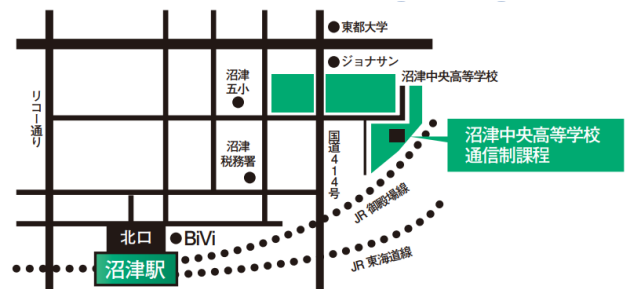 東都大学
ジョナサン
沼津中央高等学校
沼津
五小
リコー通り
沼津中央高等学校
通信制課程
沼津
税務署
国道414号
JR 御殿場線
北口
BiVi
JR 東海道線
沼津駅